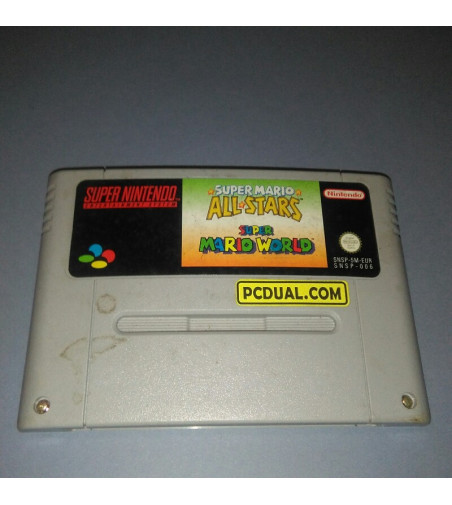 SUPER NINTENDO
ENTERTAINMENT SYSTEM
SUPER MARIO
ALL★STARS
SUPER
MARIO WORLD
Nintendo
SNSP-5M-EUR
SNSP-006
PCDUAL.COM